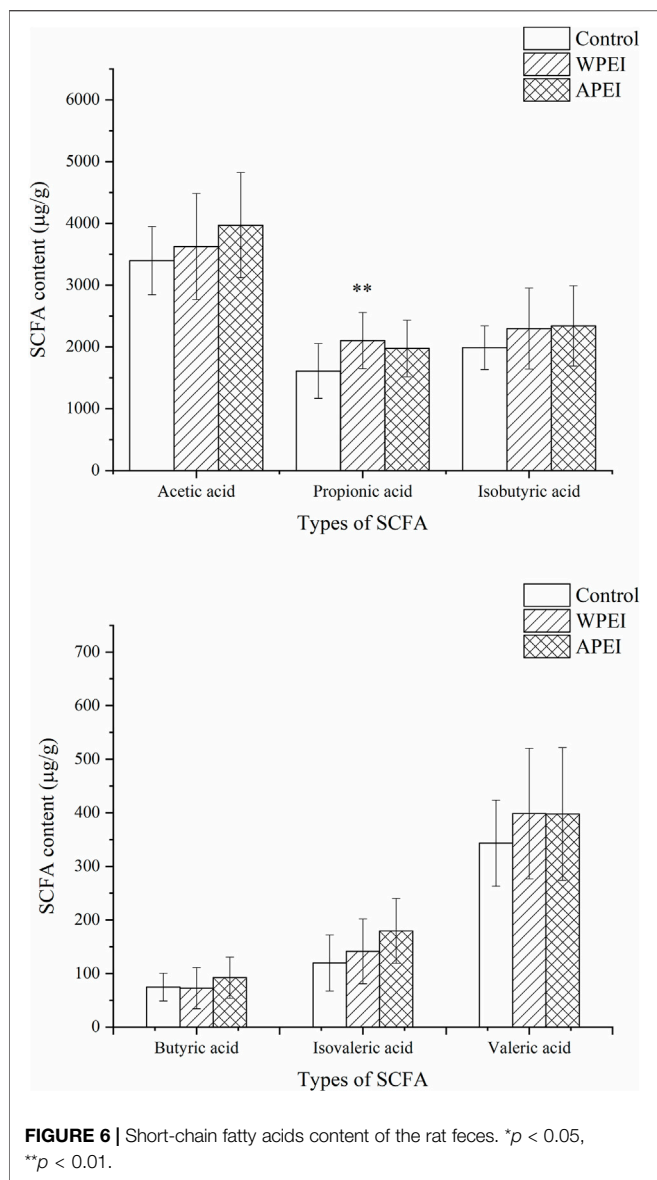 Control
WPEI
APEI
6000
5000
4000
3000
2000
1000
0
SCFA content (μg/g)
**
Acetic acid Propionic acid Isobutyric acid
Types of SCFA
Control
WPEI
APEI
700
600
500
400
300
200
100
0
SCFA content (μg/g)
Butyric acid Isovaleric acid Valeric acid
Types of SCFA
FIGURE 6 | Short-chain fatty acids content of the rat feces. *p < 0.05,
**p < 0.01.